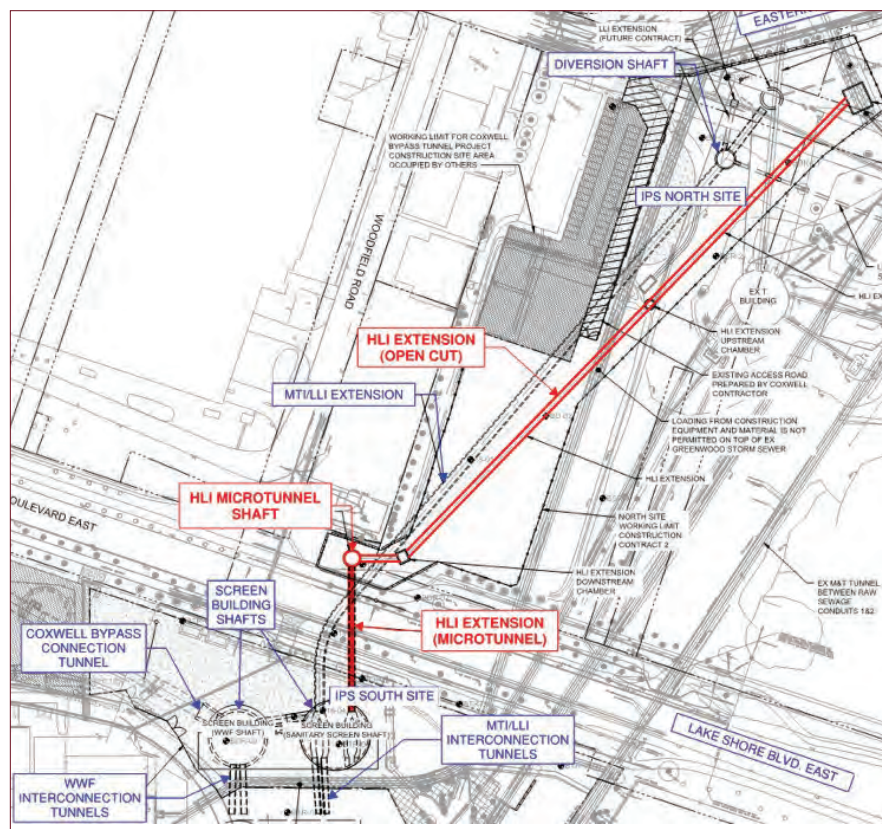 EASTERN
LLI EXTENSION
(FUTURE CONTRACT)
DIVERSION SHAFT
WORKING LIMIT FOR COXWELL
BYPASS TUNNEL PROJECT
CONSTRUCTION SITE AREA
OCCUPIED BY OTHERS
IPS NORTH SITE
WOODFIELD ROAD
EX T.
BUILDING
HLI EX
HLI EXTENSION
(OPEN CUT)
HLI EXTENSION
UPSTREAM
CHAMBER
MTI/LLI EXTENSION
EXISTING ACCESS ROAD
PREPARED BY COXWELL
CONTRACTOR
LOADING FROM CONSTRUCTION
EQUIPMENT AND MATERIAL IS NOT
PERMITTED ON TOP OF EX
GREENWOOD STORM SEWER
HLI EXTENSION
HLI MICROTUNNEL
SHAFT
OULEVARD EAST
NORTH SITE
WORKING LIMIT
CONSTRUCTION
CONTRACT 2
HLI EXTENSION
DOWNSTREAM
CHAMBER
EX M&T TUNNEL
BETWEEN RAW
SEWAGE
CONDUITS 1&2
SCREEN
BUILDING
SHAFTS
COXWELL BYPASS
CONNECTION
TUNNEL
HLI EXTENSION
(MICROTUNNEL)
IPS SOUTH SITE
SCREEN BUILDING
(WWF SHAFT)
SCREEN BUILDING
(SANITARY SCREEN SHAFT)
MTI/LLI
INTERCONNECTION
TUNNELS
LAKE SHORE BLVD. EAST
WWF
INTERCONNECTION
TUNNELS